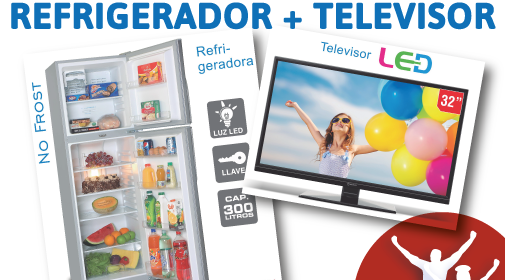 REFRIGERADOR + TELEVISOR
Refri-
geradora
NO FROST
LUZ LED
LLAVE
CAP.
300
LITROS
Televisor LED
32"